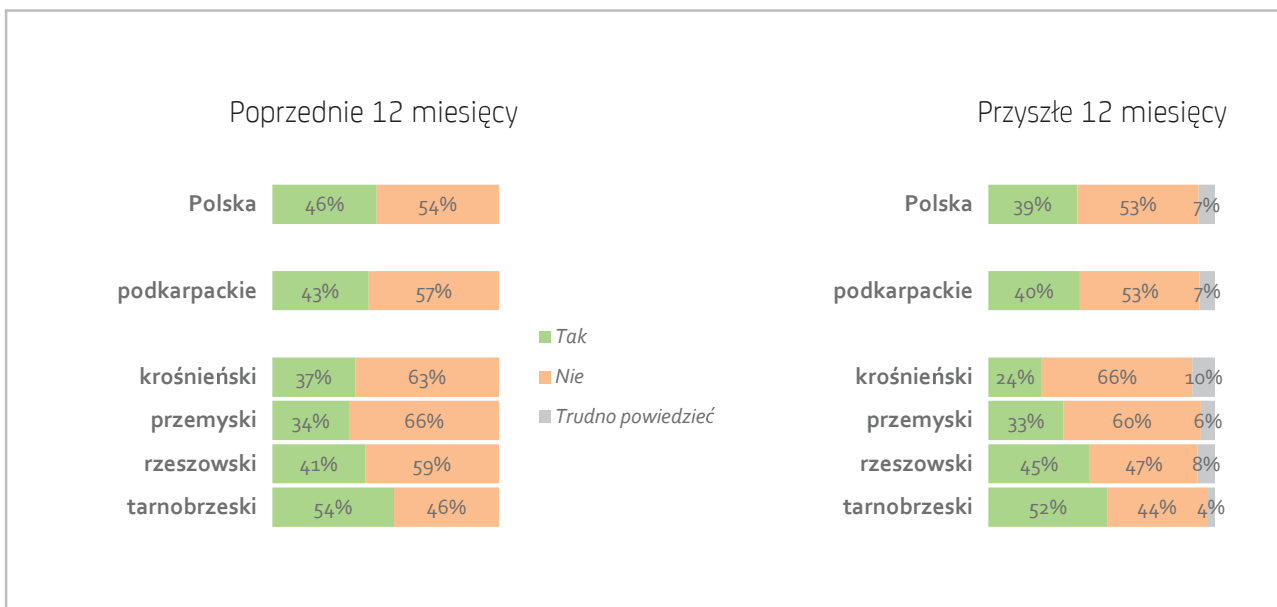 Poprzednie 12 miesięcy
Polska 46% 54%
podkarpackie 43% 57%
krośnieński 37% 63%
przemyski 34% 66%
rzeszowski 41% 59%
tarnobrzeski 54% 46%
Tak
Nie
Trudno powiedzieć
Przyszłe 12 miesięcy
Polska 39% 53% 7%
podkarpackie 40% 53% 7%
krośnieński 24% 66% 10%
przemyski 33% 60% 6%
rzeszowski 45% 47% 8%
tarnobrzeski 52% 44% 4%